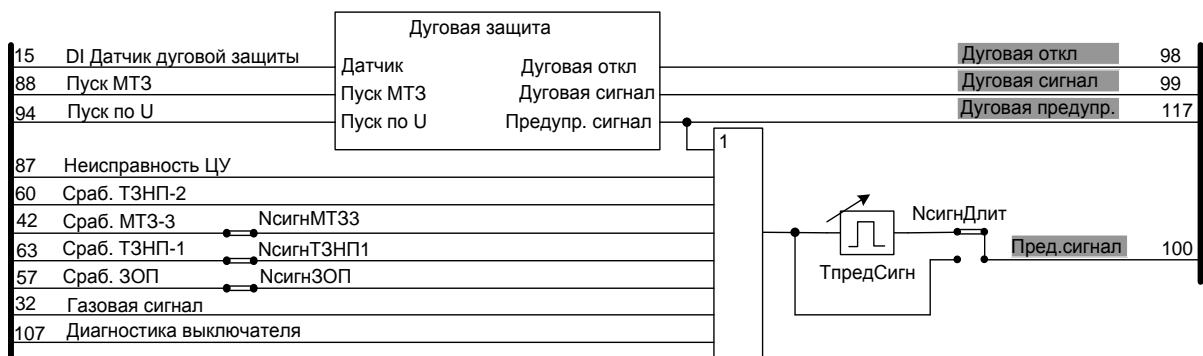 Дуговая защита
15 DI Датчик дуговой защиты Датчик Дуговая откл Дуговая откл 98
88 Пуск МТЗ Пуск МТЗ Дуговая сигнал Дуговая сигнал 99
94 Пуск по U Пуск по U Предупр. сигнал Дуговая предупр. 117
1
87 Неисправность ЦУ
60 Сраб. ТЗНП-2
42 Сраб. МТЗ-3 NсигнМТЗ3 NсигнДлит
63 Сраб. ТЗНП-1 NсигнТЗНП1 Пред.сигнал 100
57 Сраб. ЗОП NсигнЗОП ТпредСигн
32 Газовая сигнал
107 Диагностика выключателя